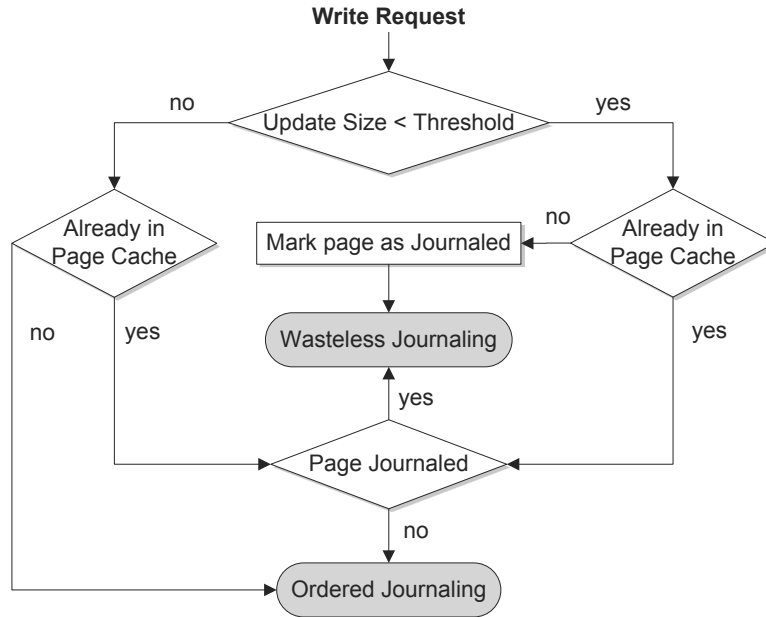 Write Request
no
Update Size < Threshold
yes
Already in
Page Cache
Mark page as Journaled
no
Already in
Page Cache
no
yes
Wasteless Journaling
yes
yes
Page Journaled
no
Ordered Journaling